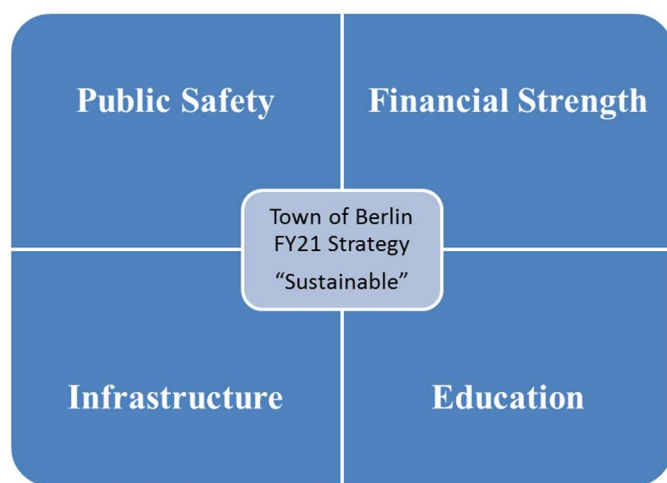 Public Safety
Financial Strength
Town of Berlin
FY21 Strategy
“Sustainable”
Infrastructure
Education